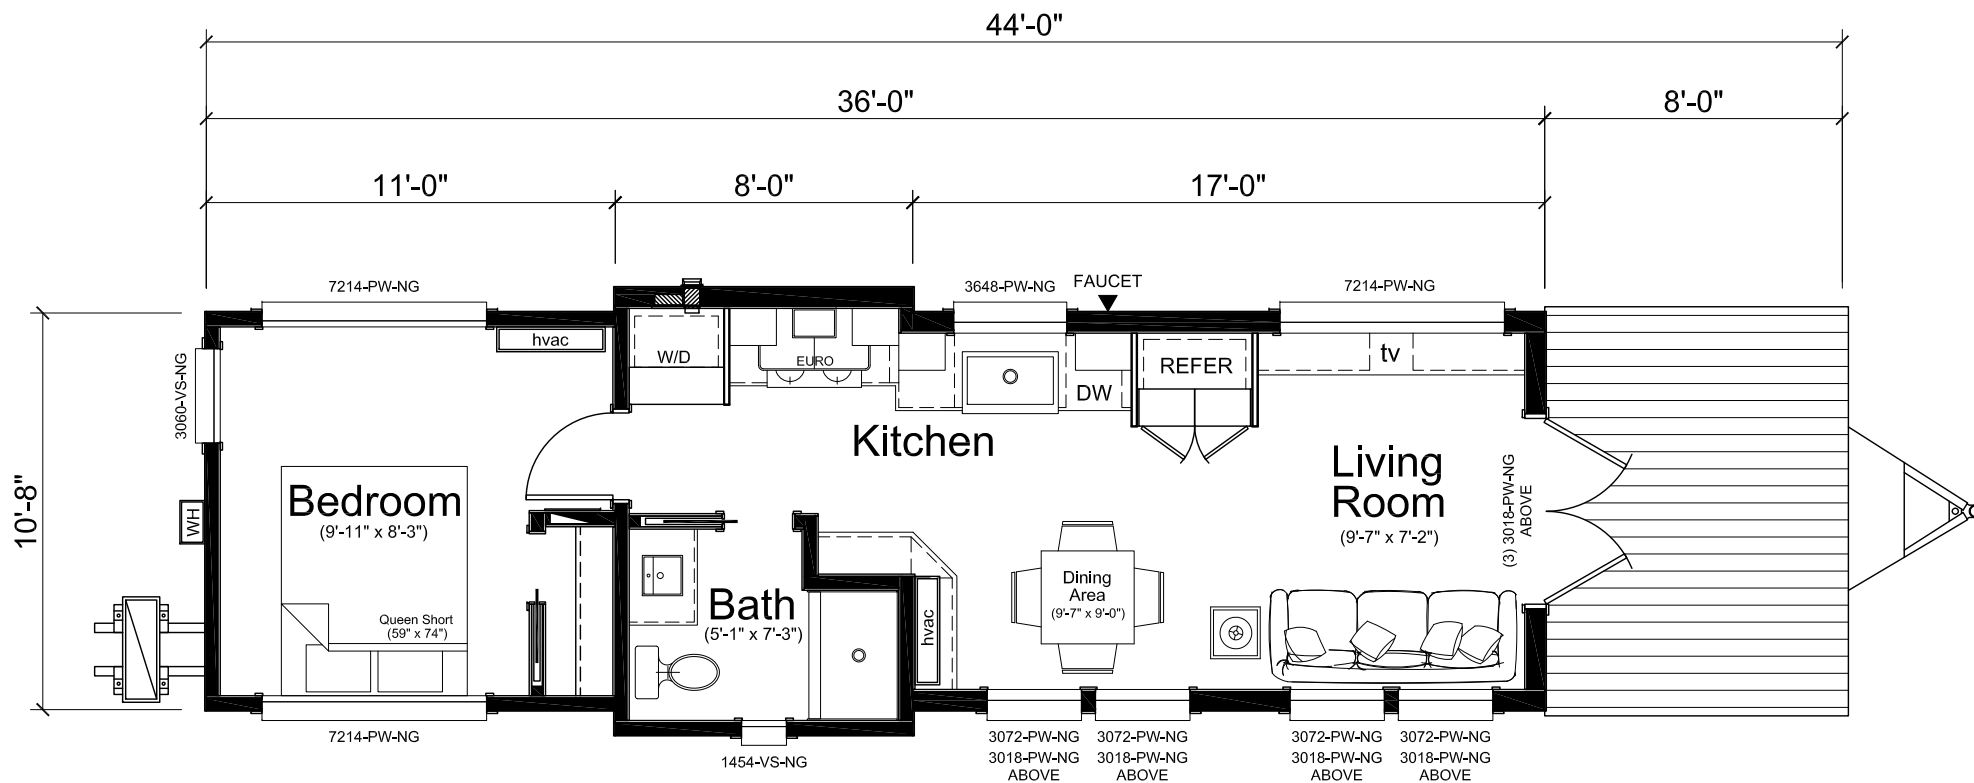 44'-0"
36'-0"
8'-0"
11'-0"
8'-0"
17'-0"
7214-PW-NG
3648-PW-NG
FAUCET
7214-PW-NG
hvac
W/D
EURO
REFER
tv
DW
3060-VS-NG
10'-8"
Kitchen
Living
Room
(9'-7" x 7'-2")
(3) 3018-PW-NG
ABOVE
Bedroom
(9'-11" x 8'-3")
WH
Queen Short
(59" x 74")
Bath
(5'-1" x 7'-3")
hvac
Dining
Area
(9'-7" x 9'-0")
7214-PW-NG
1454-VS-NG
3072-PW-NG
3018-PW-NG
ABOVE
3072-PW-NG
3018-PW-NG
ABOVE
3072-PW-NG
3018-PW-NG
ABOVE
3072-PW-NG
3018-PW-NG
ABOVE